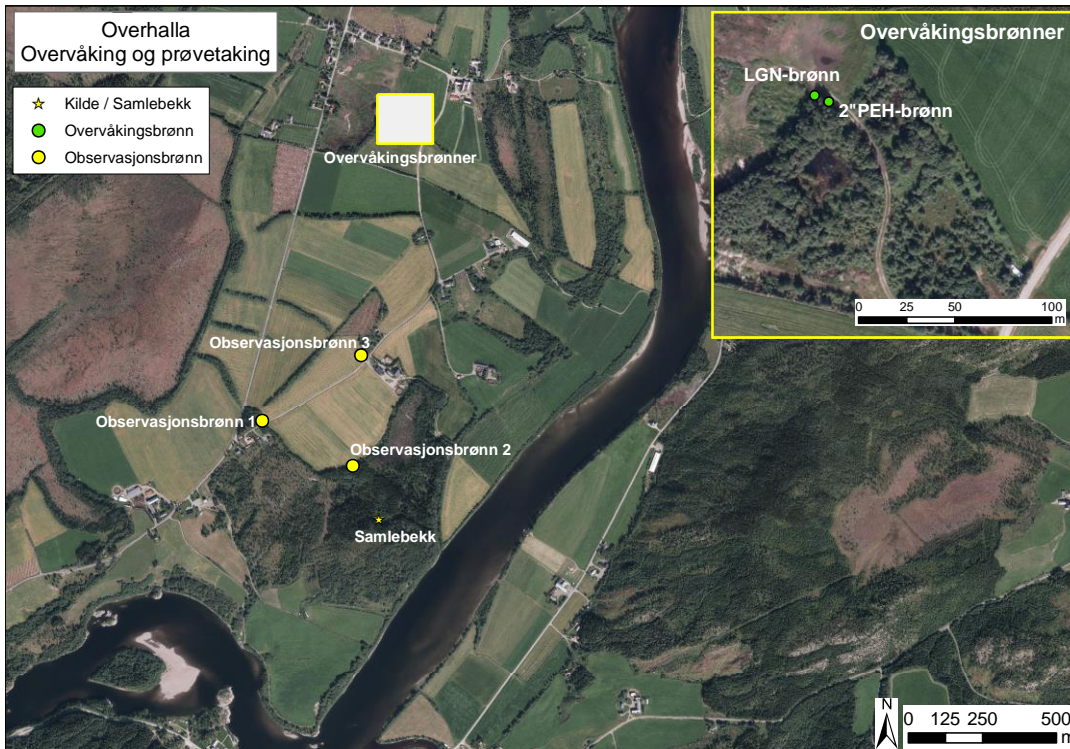 Overhalla
Overvåking og prøvetaking
Kilde / Samlebekk
Overvåkingsbrønn
Observasjonsbrønn
Overvåkingsbrønner
Observasjonsbrønn 3
Observasjonsbrønn 1
Observasjonsbrønn 2
Samlebekk
Overvåkingsbrønner
LGN-brønn
2"PEH-brønn
0 25 50 100
m
N
0 125 250 500
m